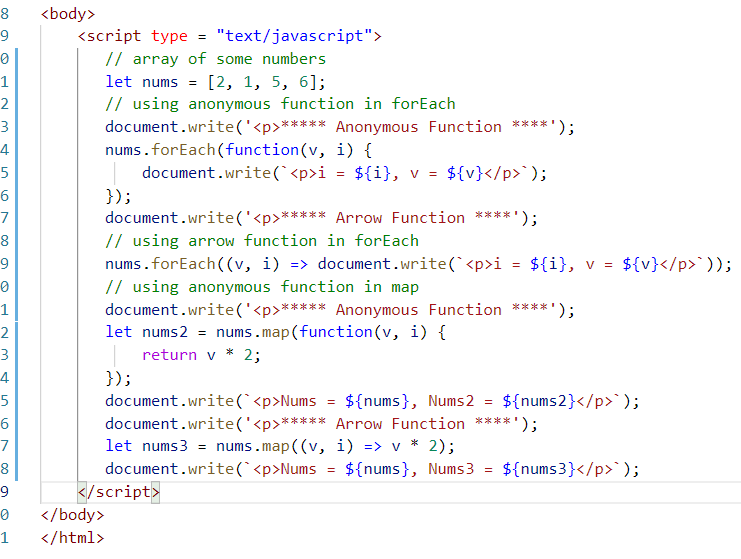 8 <body>
9 <script type = "text/javascript">
0 // array of some numbers
1 let nums = [2, 1, 5, 6];
2 // using anonymous function in forEach
3 document.write('<p>***** Anonymous Function ****');
4 nums.forEach(function(v, i) {
5 document.write(`<p>i = ${i}, v = ${v}</p>`);
6 });
7 document.write('<p>***** Arrow Function ****');
8 // using arrow function in forEach
9 nums.forEach((v, i) => document.write(`<p>i = ${i}, v = ${v}</p>`));
0 // using anonymous function in map
1 document.write('<p>***** Anonymous Function ****');
2 let nums2 = nums.map(function(v, i) {
3 return v * 2;
4 });
5 document.write(`<p>Nums = ${nums}, Nums2 = ${nums2}</p>`);
6 document.write('<p>***** Arrow Function ****');
7 let nums3 = nums.map((v, i) => v * 2);
8 document.write(`<p>Nums = ${nums}, Nums3 = ${nums3}</p>`);
9 </script>
0 </body>
1 </html>